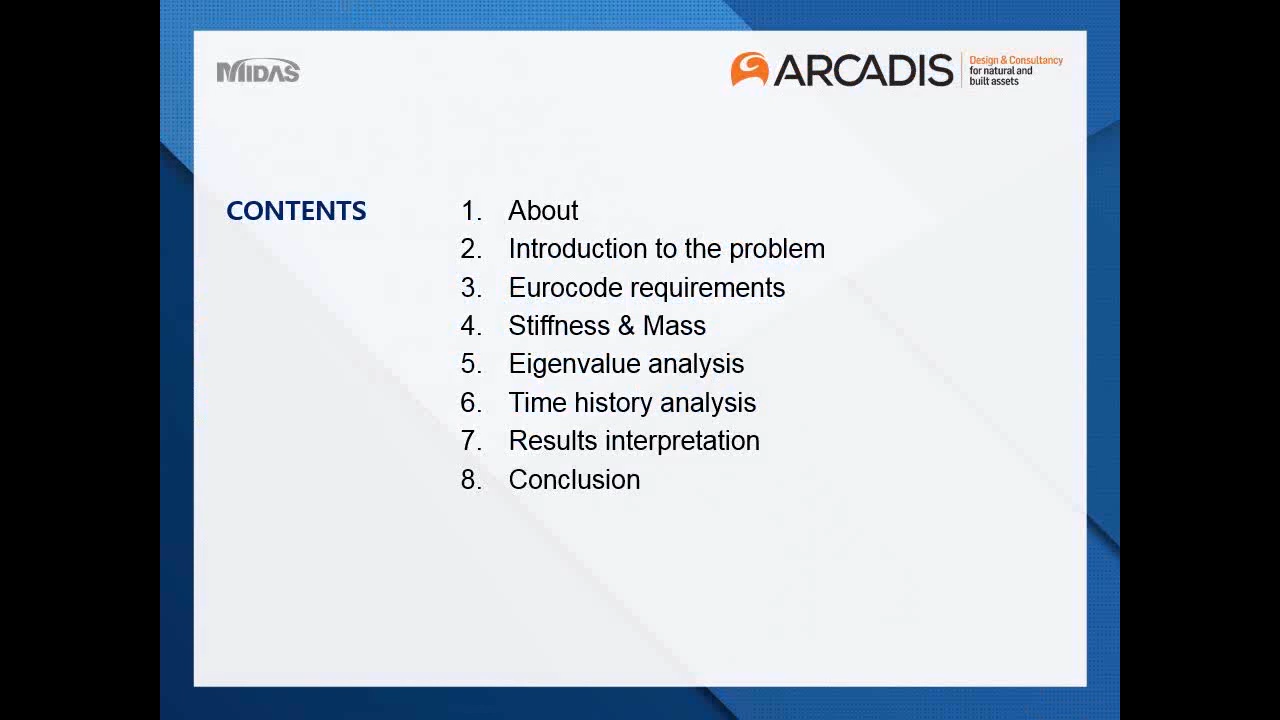 MIDAS
ARCADIS
Design & Consultancy
for natural and
built assets
CONTENTS
1. About
2. Introduction to the problem
3. Eurocode requirements
4. Stiffness & Mass
5. Eigenvalue analysis
6. Time history analysis
7. Results interpretation
8. Conclusion